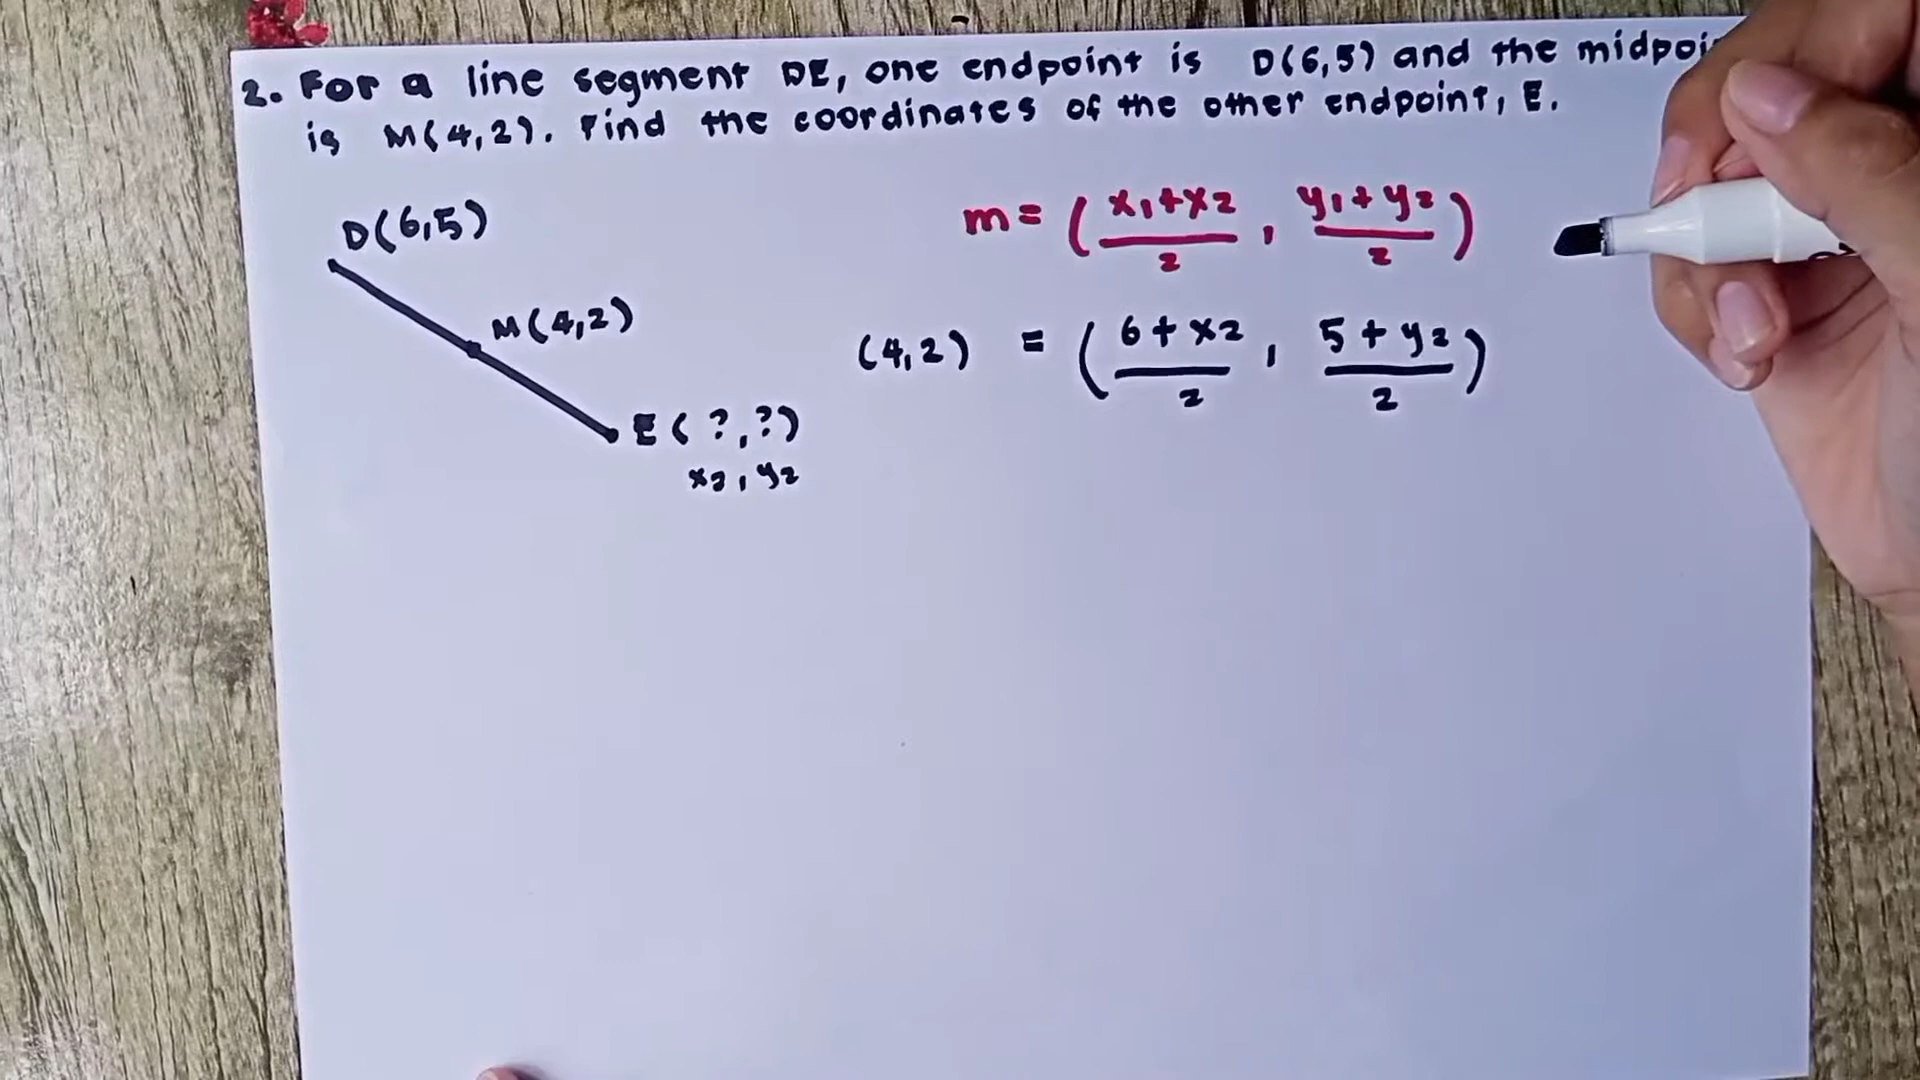 2. For a line segment DE, one endpoint is D(6,5) and the
is M(4,2). Find the coordinates of the other endpoint, E.
D(6,5)
M(4,2)
E(?,?)
x2, y2
m = (x1+x2/2, y1+y2/2)
(4,2) = (6+x2/2, 5+y2/2)